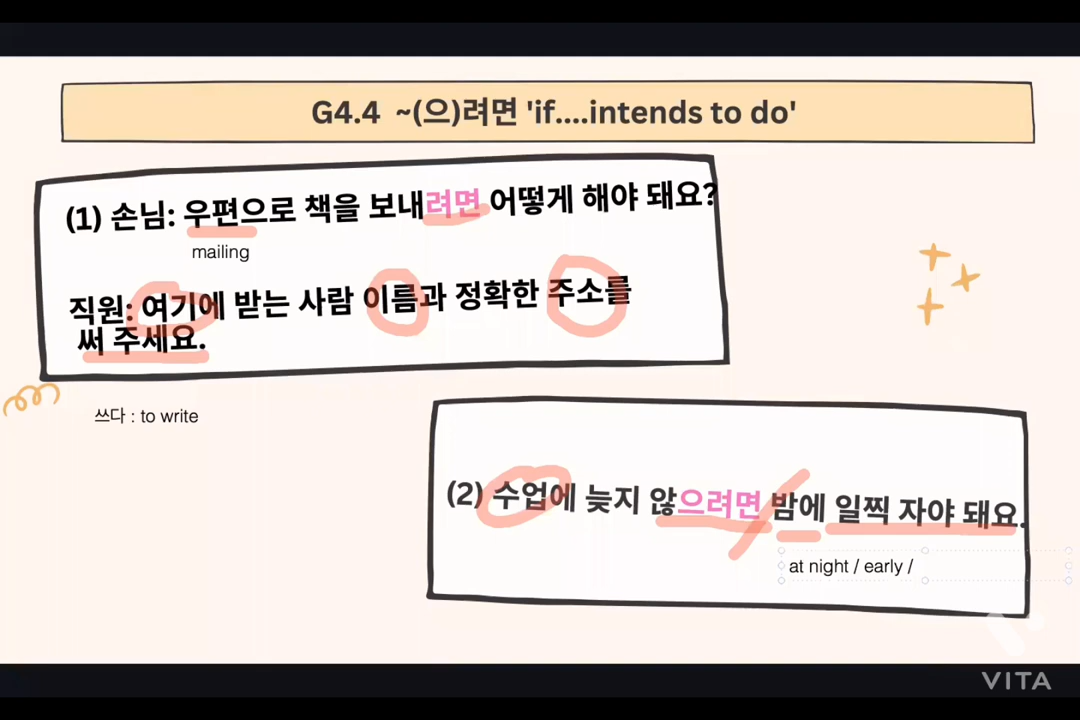 G4.4 ~(으)려면 'if....intends to do'
(1) 손님: 우편으로 책을 보내려면 어떻게 해야 돼요?
mailing
직원: 여기에 받는 사람 이름과 정확한 주소를
써 주세요.
쓰다 : to write
(2) 수업에 늦지 않으려면 밤에 일찍 자야 돼요.
at night / early /
VITA